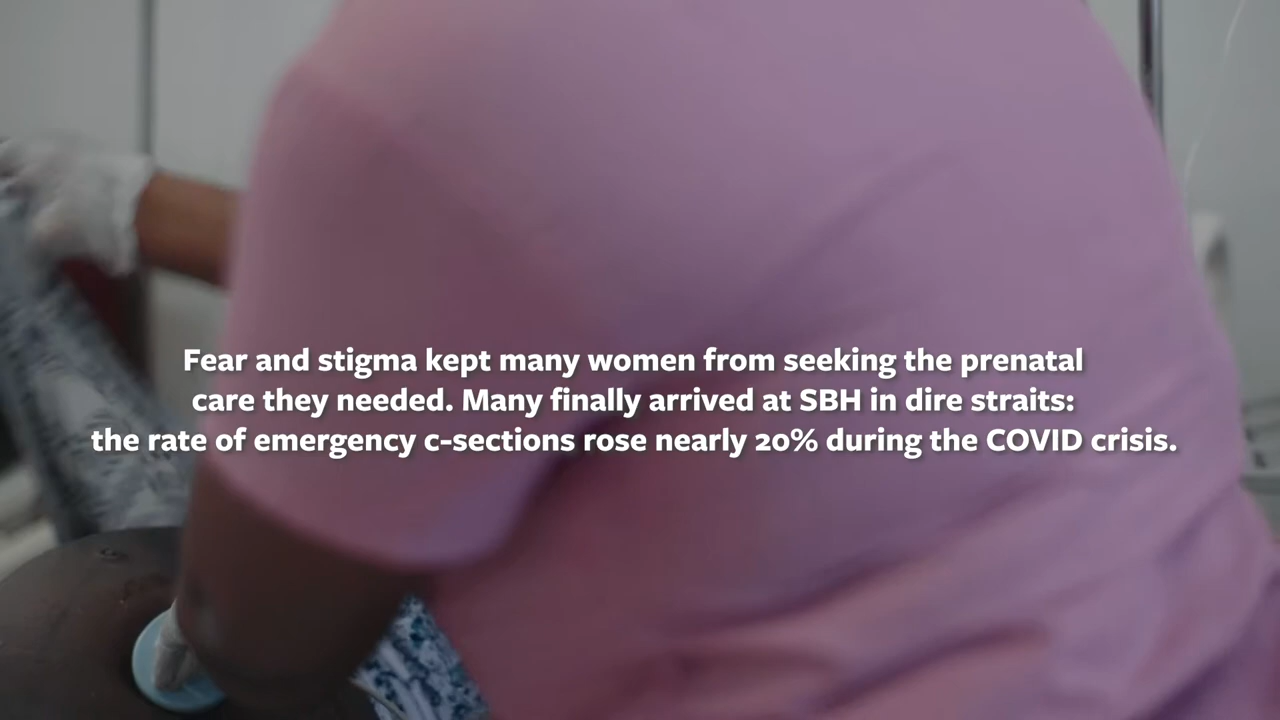 Fear and stigma kept many women from seeking the prenatal
care they needed. Many finally arrived at SBH in dire straits:
the rate of emergency c-sections rose nearly 20% during the COVID crisis.